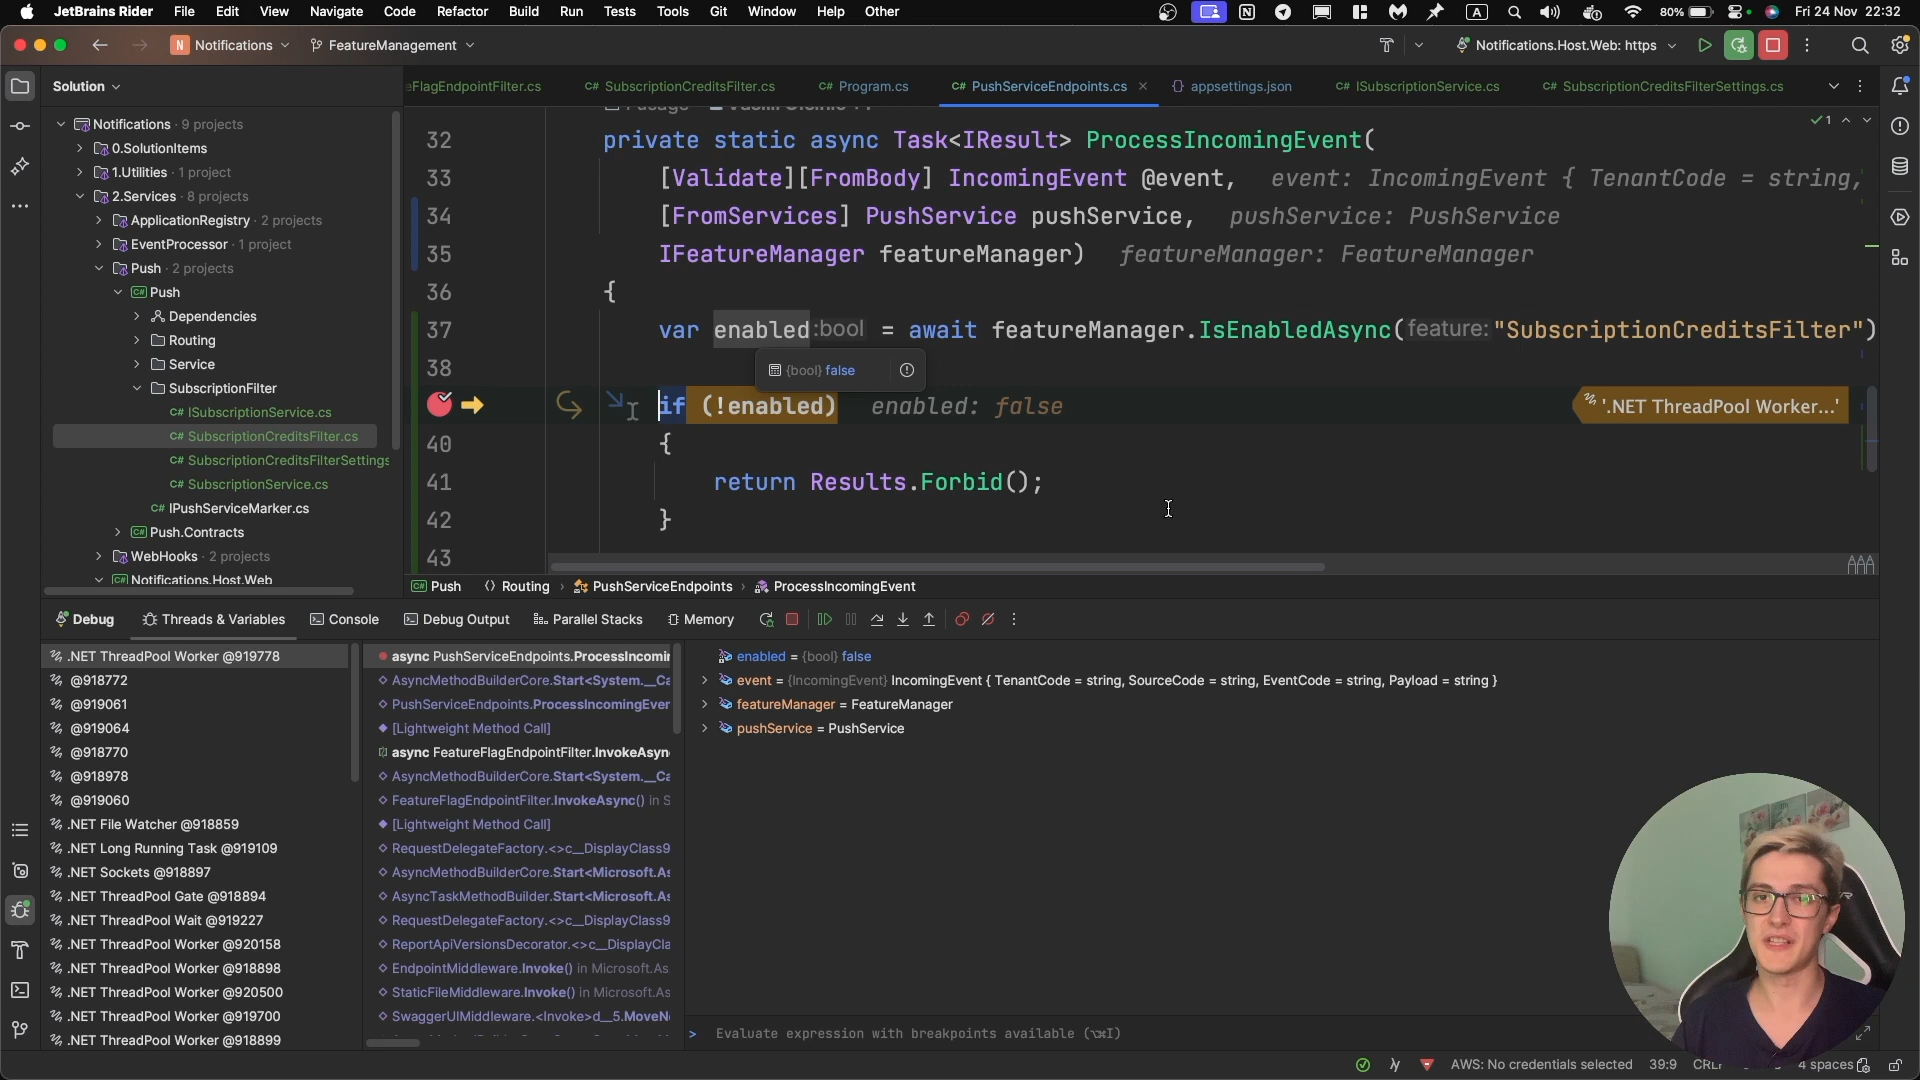 JetBrains Rider File Edit View Navigate Code Refactor Build Run Tests Tools Git Window Help Other
A 80% Fri 24 Nov 22:32
N Notifications FeatureManagement Notifications.Host.Web: https
Solution
eFlagEndpointFilter.cs C# SubscriptionCreditsFilter.cs C# Program.cs C# PushServiceEndpoints.cs appsettings.json C# ISubscriptionService.cs C# SubscriptionCreditsFilterSettings.cs
Notifications · 9 projects
0.SolutionItems
1.Utilities · 1 project
2.Services · 8 projects
ApplicationRegistry · 2 projects
EventProcessor · 1 project
Push · 2 projects
C# Push
Dependencies
Routing
Service
SubscriptionFilter
C# ISubscriptionService.cs
C# SubscriptionCreditsFilter.cs
C# SubscriptionCreditsFilterSettings
C# SubscriptionService.cs
C# IPushServiceMarker.cs
C# Push.Contracts
WebHooks · 2 projects
C# Notifications.Host.Web
1
32 private static async Task<IResult> ProcessIncomingEvent(
33 [Validate][FromBody] IncomingEvent @event, event: IncomingEvent { TenantCode = string,
34 [FromServices] PushService pushService, pushService: PushService
35 IFeatureManager featureManager) featureManager: FeatureManager
36 {
37 var enabled :bool = await featureManager.IsEnabledAsync( feature: "SubscriptionCreditsFilter")
38
{bool} false
if (!enabled) enabled: false '.NET ThreadPool Worker...'
40 {
41 return Results.Forbid();
42 }
43
C# Push Routing PushServiceEndpoints ProcessIncomingEvent
Debug Threads & Variables Console Debug Output Parallel Stacks Memory
.NET ThreadPool Worker @919778
@918772
@919061
@919064
@918770
@918978
@919060
.NET File Watcher @918859
.NET Long Running Task @919109
.NET Sockets @918897
.NET ThreadPool Gate @918894
.NET ThreadPool Wait @919227
.NET ThreadPool Worker @920158
.NET ThreadPool Worker @918898
.NET ThreadPool Worker @920500
.NET ThreadPool Worker @919700
.NET ThreadPool Worker @918899
async PushServiceEndpoints.ProcessIncomin
AsyncMethodBuilderCore.Start<System.__Ca
PushServiceEndpoints.ProcessIncomingEven
[Lightweight Method Call]
async FeatureFlagEndpointFilter.InvokeAsyn
AsyncMethodBuilderCore.Start<System.__Ca
FeatureFlagEndpointFilter.InvokeAsync() in S
[Lightweight Method Call]
RequestDelegateFactory.<>c__DisplayClass9
AsyncMethodBuilderCore.Start<Microsoft.As
AsyncTaskMethodBuilder.Start<Microsoft.As
RequestDelegateFactory.<>c__DisplayClass9
ReportApiVersionsDecorator.<>c__DisplayCla
EndpointMiddleware.Invoke() in Microsoft.As
StaticFileMiddleware.Invoke() in Microsoft.As
SwaggerUIMiddleware.<Invoke>d__5.MoveNe
enabled = {bool} false
event = {IncomingEvent} IncomingEvent { TenantCode = string, SourceCode = string, EventCode = string, Payload = string }
featureManager = FeatureManager
pushService = PushService
> Evaluate expression with breakpoints available (⌥⌘I)
AWS: No credentials selected 39:9 4 spaces